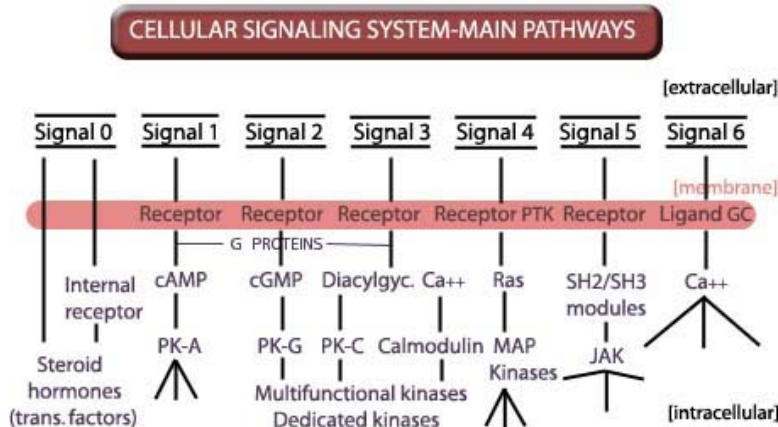 CELLULAR SIGNALING SYSTEM-MAIN PATHWAYS
[extracellular]
Signal 0 Signal 1 Signal 2 Signal 3 Signal 4 Signal 5 Signal 6
[membrane]
Receptor Receptor Receptor Receptor PTK Receptor Ligand GC
G PROTEINS
Internal receptor
cAMP cGMP Diacylgyc. Ca++ Ras
SH2/SH3 modules
Ca++
PK-A PK-G PK-C Calmodulin
MAP Kinases
JAK
Steroid
hormones
(trans. factors)
Multifunctional kinases
Dedicated kinases
[intracellular]